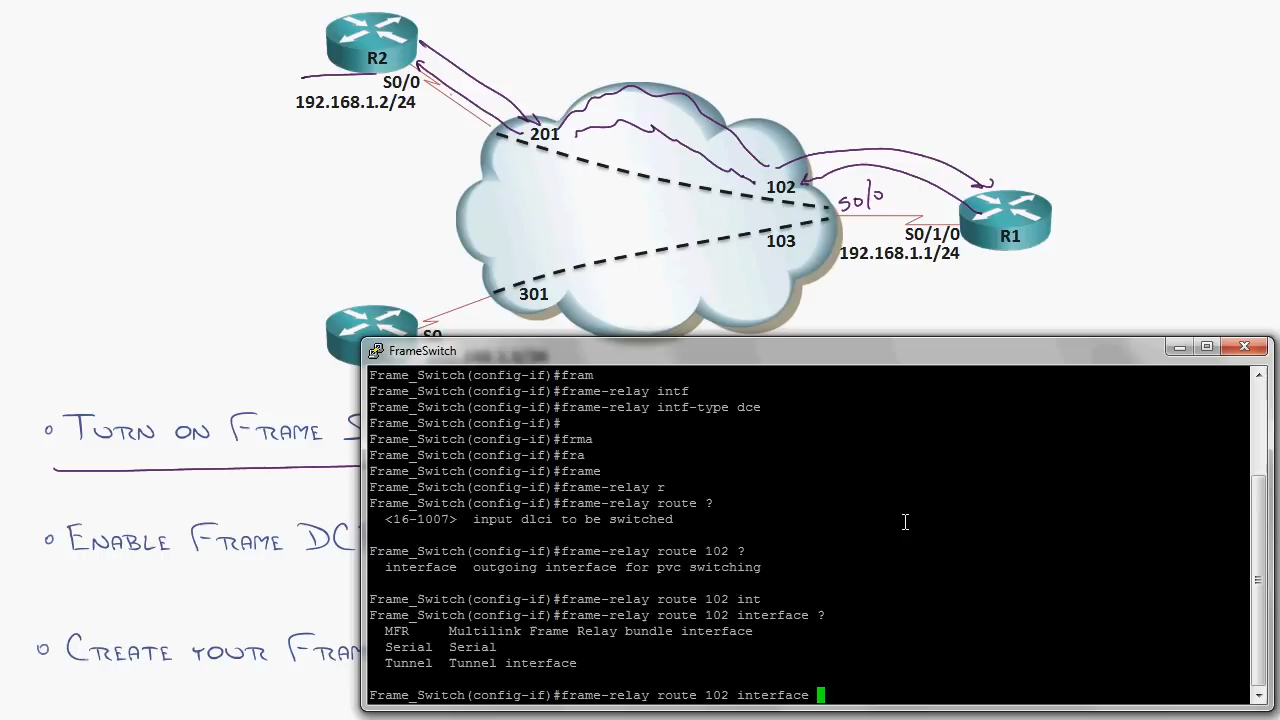 R2
S0/0
192.168.1.2/24
201
102
s0/0
S0/1/0
R1
103
192.168.1.1/24
301
S0
FrameSwitch
• Turn on Frame S
• Enable Frame DC
• Create your Fram
Frame_Switch(config-if)#fram
Frame_Switch(config-if)#frame-relay intf
Frame_Switch(config-if)#frame-relay intf-type dce
Frame_Switch(config-if)#
Frame_Switch(config-if)#frma
Frame_Switch(config-if)#fra
Frame_Switch(config-if)#frame
Frame_Switch(config-if)#frame-relay r
Frame_Switch(config-if)#frame-relay route ?
<16-1007>  input dlci to be switched
Frame_Switch(config-if)#frame-relay route 102 ?
interface  outgoing interface for pvc switching
Frame_Switch(config-if)#frame-relay route 102 int
Frame_Switch(config-if)#frame-relay route 102 interface ?
MFR     Multilink Frame Relay bundle interface
Serial  Serial
Tunnel  Tunnel interface
Frame_Switch(config-if)#frame-relay route 102 interface